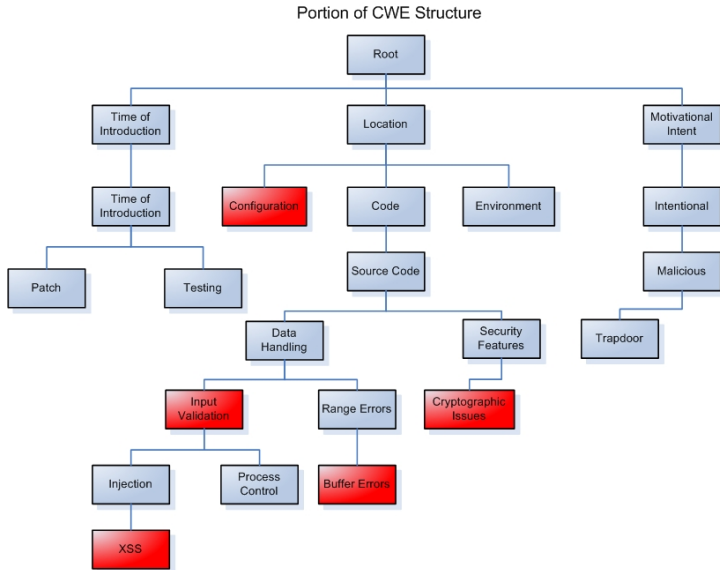 Portion of CWE Structure
Root
Time of
Introduction
Location
Motivational
Intent
Time of
Introduction
Configuration
Code
Environment
Intentional
Patch
Testing
Source Code
Malicious
Data
Handling
Security
Features
Trapdoor
Input
Validation
Range Errors
Cryptographic
Issues
Injection
Process
Control
Buffer Errors
XSS